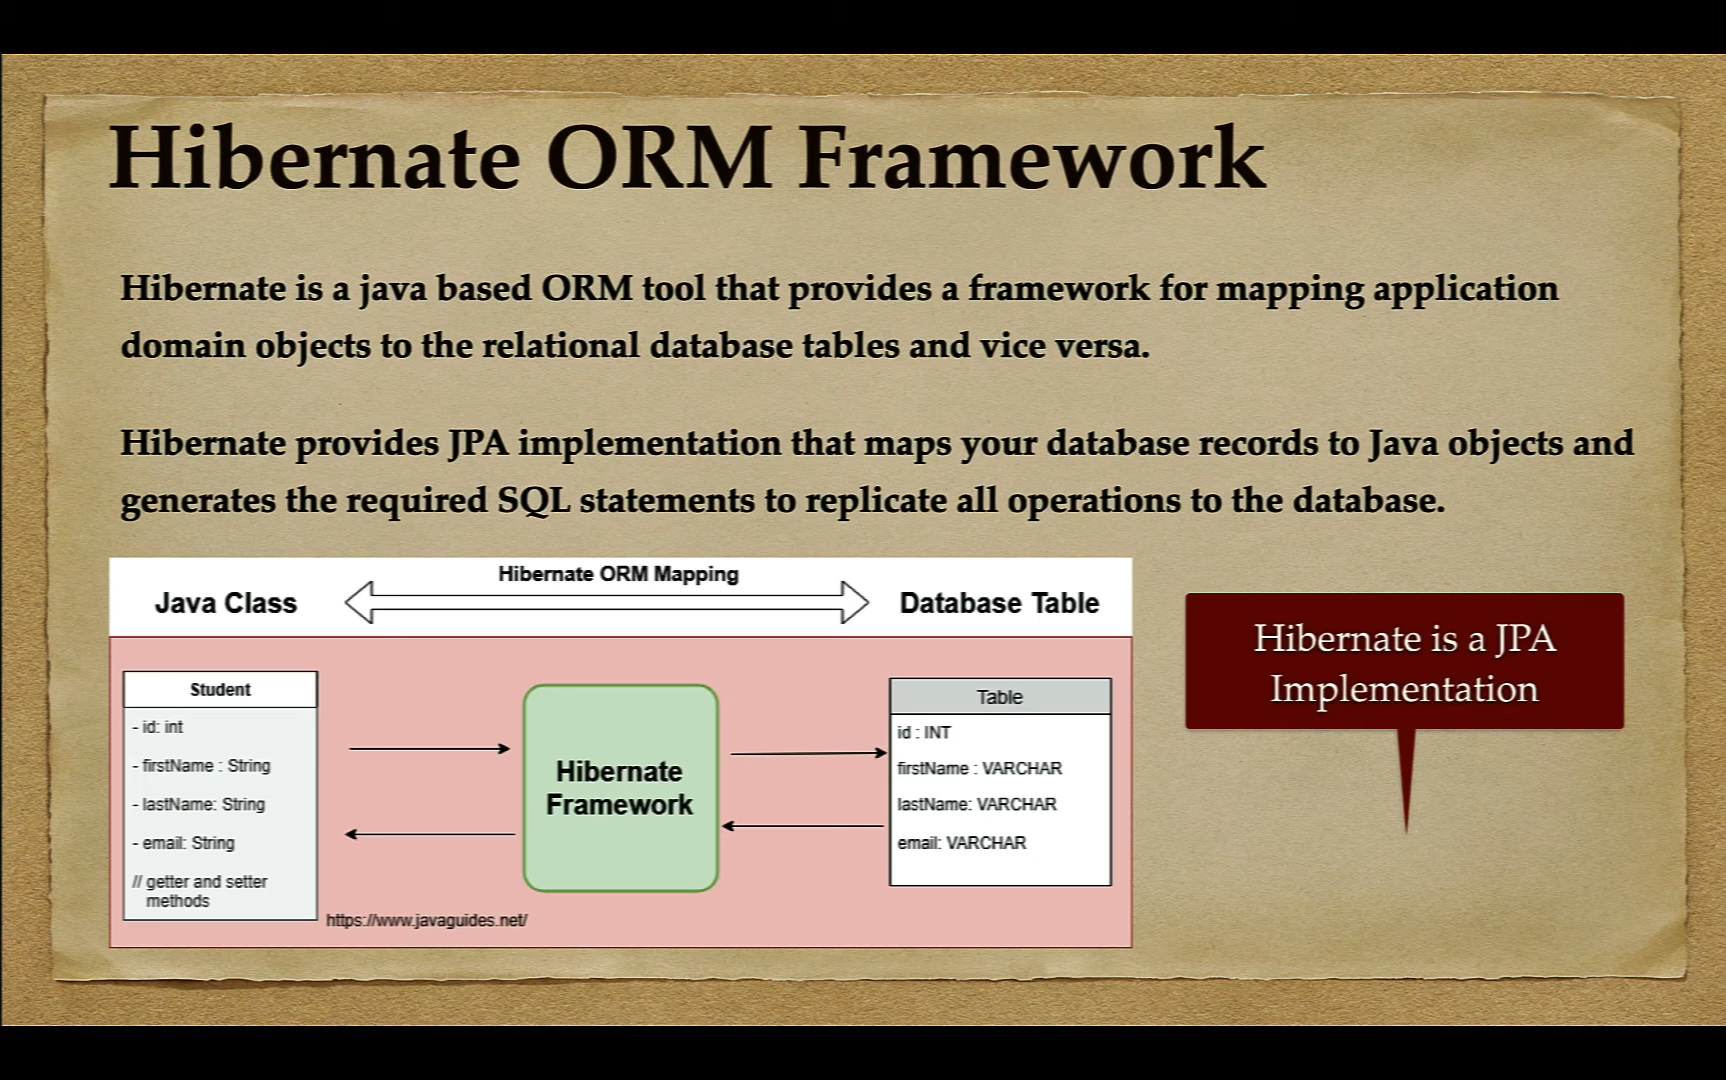 Hibernate ORM Framework
Hibernate is a java based ORM tool that provides a framework for mapping application
domain objects to the relational database tables and vice versa.
Hibernate provides JPA implementation that maps your database records to Java objects and
generates the required SQL statements to replicate all operations to the database.
Hibernate ORM Mapping
Java Class
Database Table
Student
- id: int
- firstName : String
- lastName: String
- email: String
// getter and setter
methods
Hibernate
Framework
Table
id : INT
firstName : VARCHAR
lastName: VARCHAR
email: VARCHAR
https://www.javaguides.net/
Hibernate is a JPA
Implementation